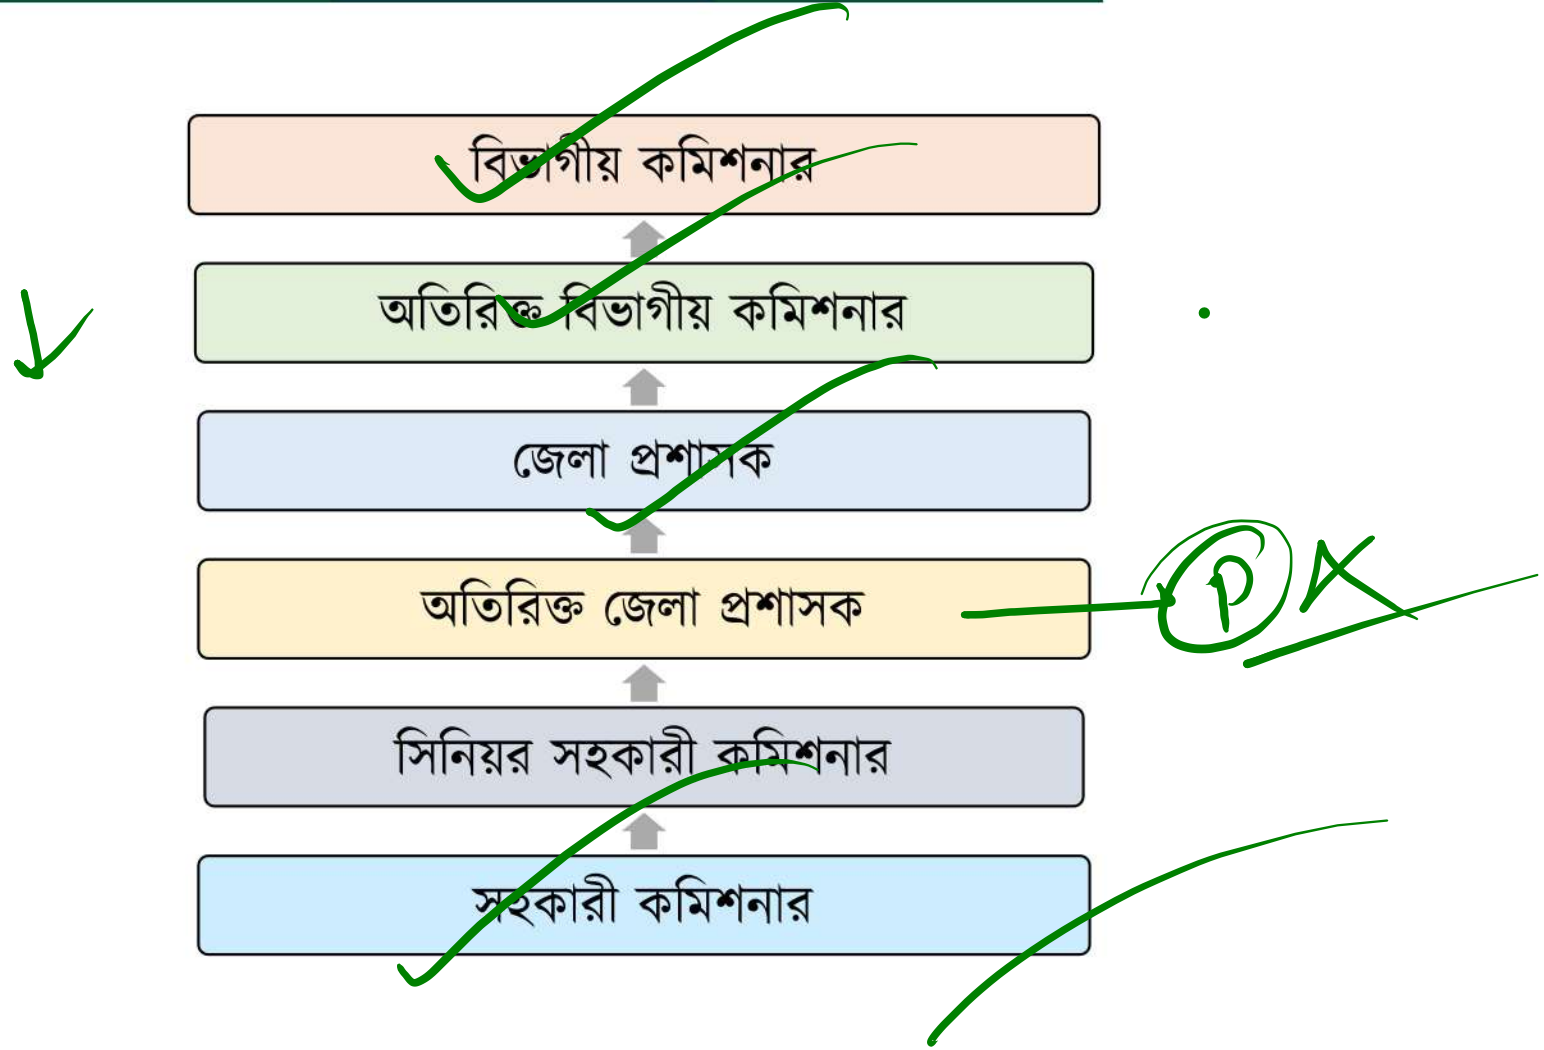 বিভাগীয় কমিশনার
অতিরিক্ত বিভাগীয় কমিশনার
জেলা প্রশাসক
অতিরিক্ত জেলা প্রশাসক
P
সিনিয়র সহকারী কমিশনার
সহকারী কমিশনার